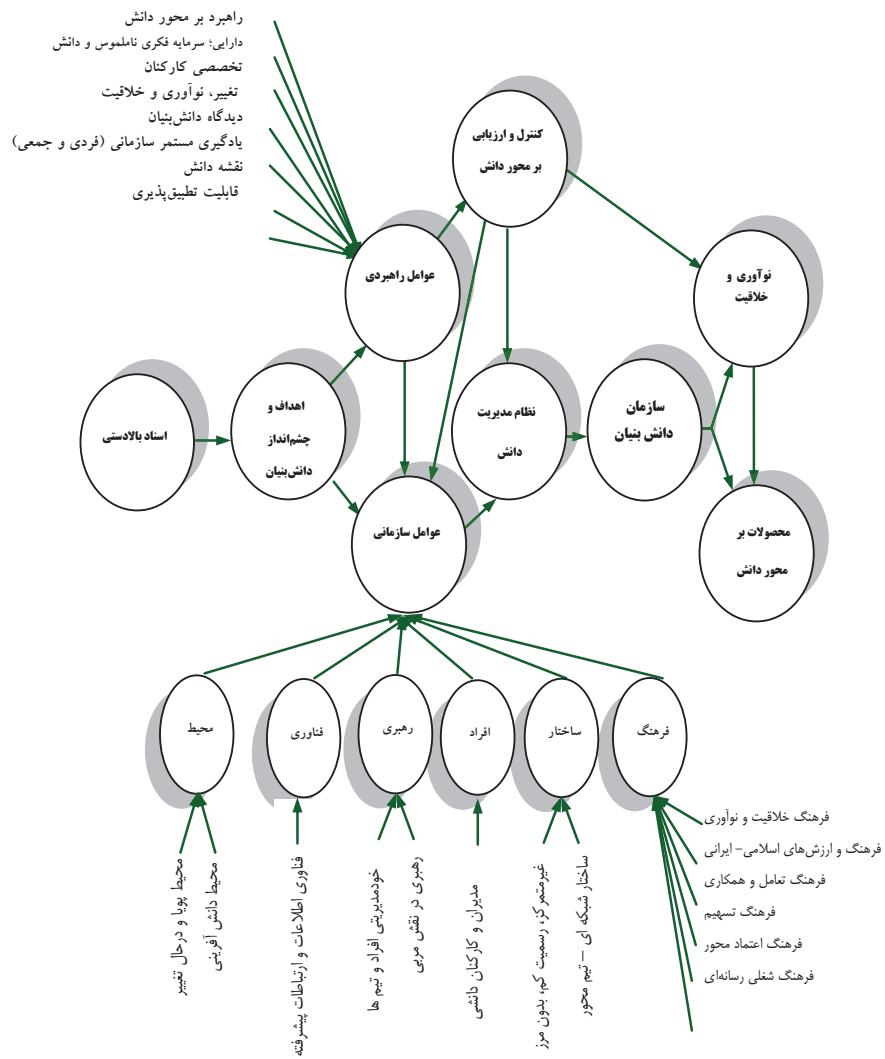 راهبرد بر محور دانش
دارایی؛ سرمایه فکری ناملموس و دانش
تخصصی کارکنان
تغییر، نوآوری و خلاقیت
دیدگاه دانش‌بنیان
یادگیری مستمر سازمانی (فردی و جمعی)
نقشه دانش
قابلیت تطبیق‌پذیری
کنترل و ارزیابی
بر محور دانش
عوامل راهبردی
نوآوری و
خلاقیت
اسناد بالادستی
اهداف و
چشم‌انداز
دانش‌بنیان
نظام مدیریت
دانش
سازمان
دانش بنیان
عوامل سازمانی
محصولات بر
محور دانش
فرهنگ
ساختار
افراد
رهبری
فناوری
محیط
فرهنگ خلاقیت و نوآوری
فرهنگ و ارزش‌های اسلامی- ایرانی
فرهنگ تعامل و همکاری
فرهنگ تسهیم
فرهنگ اعتماد محور
فرهنگ شغلی رسانه‌ای
ساختار شبکه ای – تیم محور
غیرمتمرکز، رسمیت کم، بدون مرز
مدیران و کارکنان دانشی
رهبری در نقش مربی
خودمدیریتی افراد و تیم ها
فناوری اطلاعات و ارتباطات پیشرفته
محیط دانش آفرینی
محیط پویا و درحال تغییر